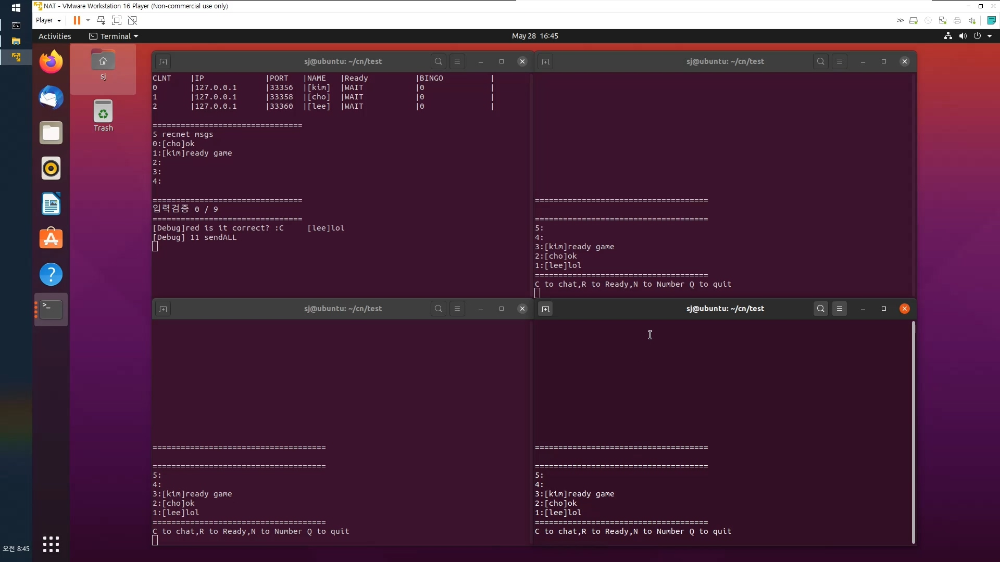 NAT - VMware Workstation 16 Player (Non-commercial use only)
Player
Activities
Terminal
May 28 16:45
sj
Trash
sj@ubuntu: ~/cn/test
CLNT |IP |PORT |NAME |Ready |BINGO |
0 |127.0.0.1 |33356 |[kim] |WAIT |0 |
1 |127.0.0.1 |33358 |[cho] |WAIT |0 |
2 |127.0.0.1 |33360 |[lee] |WAIT |0 |
================================
5 recnet msgs
0:[cho]ok
1:[kim]ready game
2:
3:
4:
================================
입력검증 0 / 9
================================
[Debug]red is it correct? :C [lee]lol
[Debug] 11 sendALL
sj@ubuntu: ~/cn/test
=====================================
=====================================
5:
4:
3:[kim]ready game
2:[cho]ok
1:[lee]lol
=====================================
C to chat,R to Ready,N to Number Q to quit
sj@ubuntu: ~/cn/test
=====================================
=====================================
5:
4:
3:[kim]ready game
2:[cho]ok
1:[lee]lol
=====================================
C to chat,R to Ready,N to Number Q to quit
sj@ubuntu: ~/cn/test
=====================================
=====================================
5:
4:
3:[kim]ready game
2:[cho]ok
1:[lee]lol
=====================================
C to chat,R to Ready,N to Number Q to quit
오전 8:45